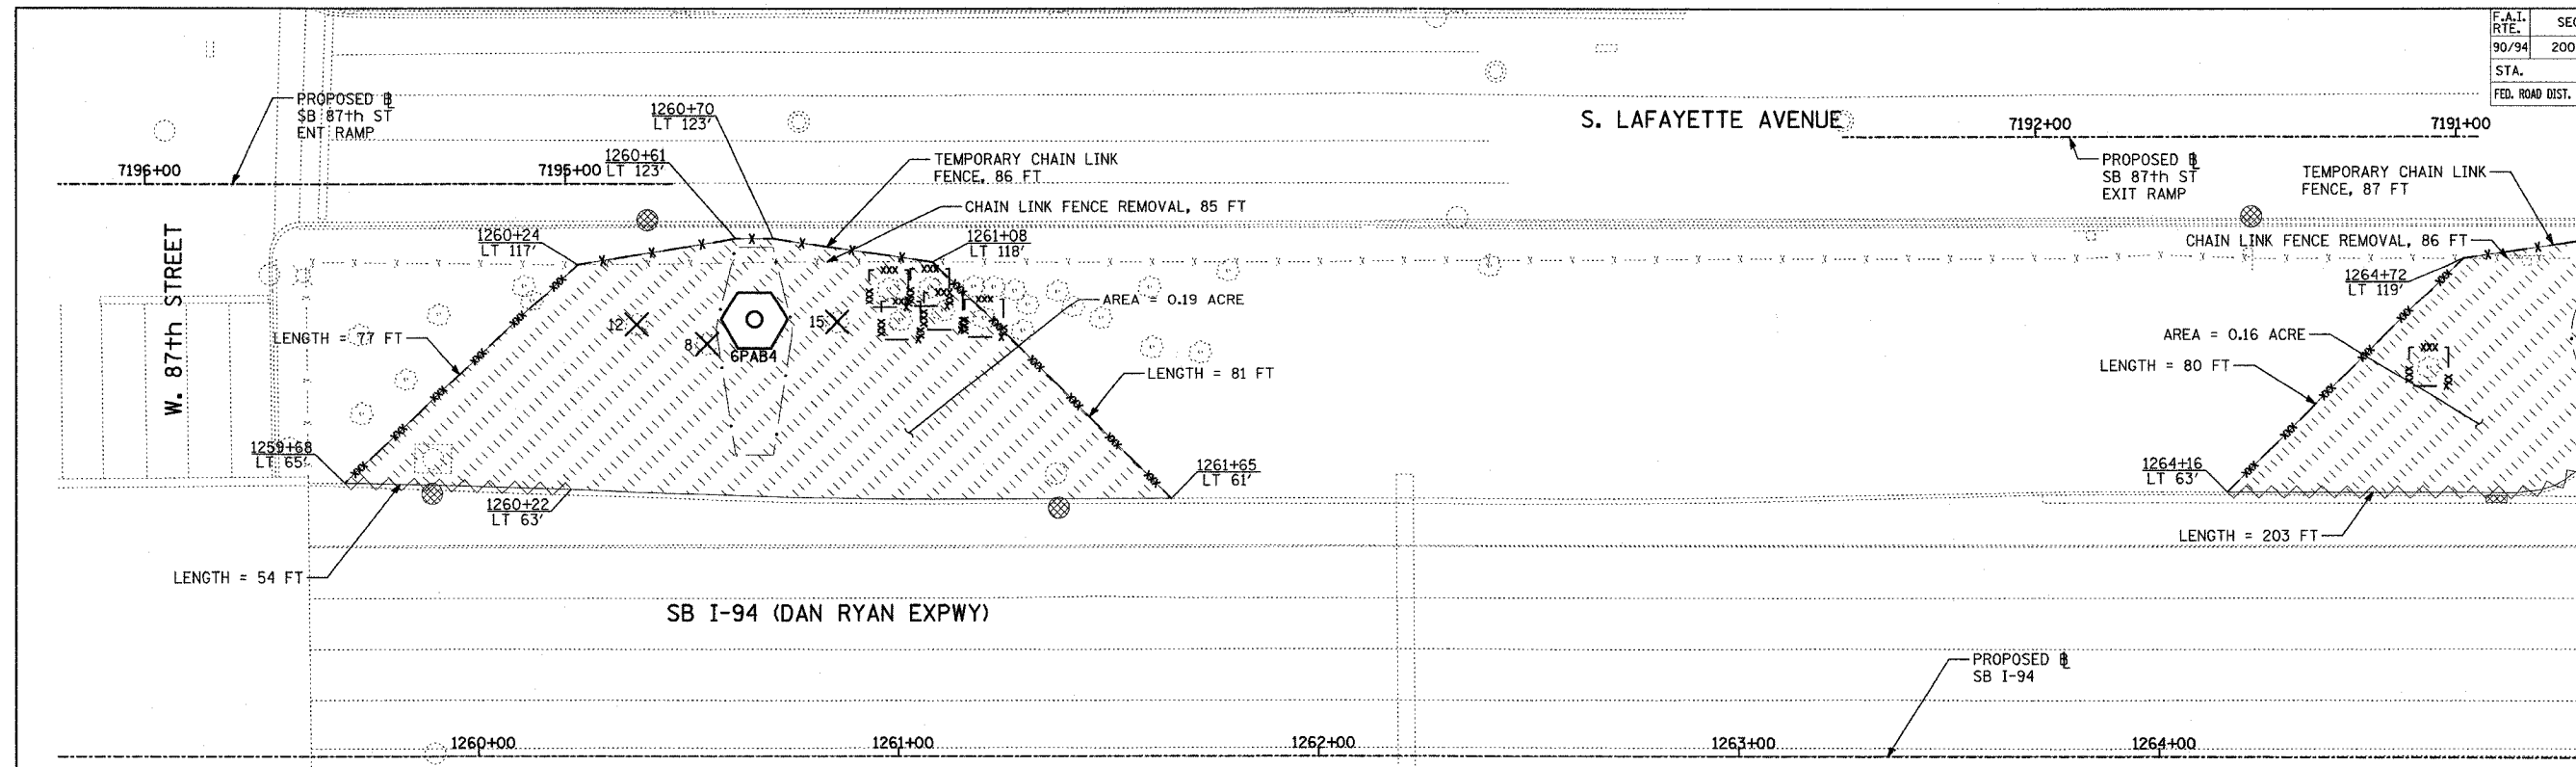 F.A.I. RTE.
SE
90/94
200
STA.
FED. ROAD DIST.
PROPOSED
SB 87th ST
ENT RAMP
7196+00
7195+00
1260+70
LT 123'
1260+61
LT 123'
TEMPORARY CHAIN LINK
FENCE, 86 FT
CHAIN LINK FENCE REMOVAL, 85 FT
S. LAFAYETTE AVENUE
7192+00
7191+00
PROPOSED
SB 87th ST
EXIT RAMP
TEMPORARY CHAIN LINK
FENCE, 87 FT
CHAIN LINK FENCE REMOVAL, 86 FT
W. 87th STREET
1260+24
LT 117'
1261+08
LT 118'
1264+72
LT 119'
12
8
15
6PAB4
AREA = 0.19 ACRE
AREA = 0.16 ACRE
LENGTH = 77 FT
LENGTH = 81 FT
LENGTH = 80 FT
1259+68
LT 65'
1260+22
LT 63'
1261+65
LT 61'
1264+16
LT 63'
LENGTH = 203 FT
LENGTH = 54 FT
SB I-94 (DAN RYAN EXPWY)
PROPOSED
SB I-94
1260+00
1261+00
1262+00
1263+00
1264+00